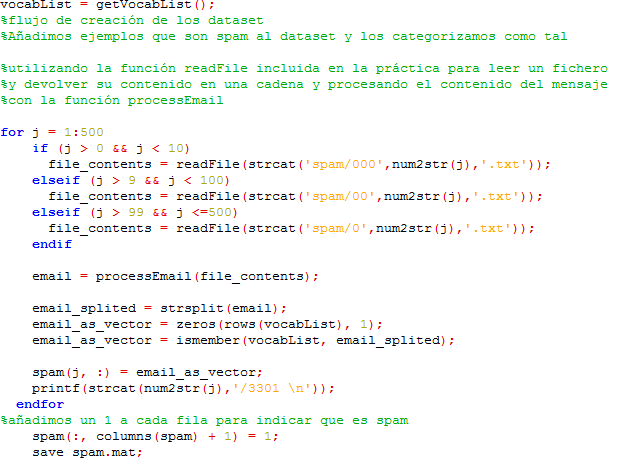 vocabList = getVocabList();
%flujo de creación de los dataset
%Añadimos ejemplos que son spam al dataset y los categorizamos como tal
%utilizando la función readFile incluida en la práctica para leer un fichero
%y devolver su contenido en una cadena y procesando el contenido del mensaje
%con la función processEmail
for j = 1:500
if (j > 0 && j < 10)
file_contents = readFile(strcat('spam/000',num2str(j),'.txt'));
elseif (j > 9 && j < 100)
file_contents = readFile(strcat('spam/00',num2str(j),'.txt'));
elseif (j > 99 && j <=500)
file_contents = readFile(strcat('spam/0',num2str(j),'.txt'));
endif
email = processEmail(file_contents);
email_splited = strsplit(email);
email_as_vector = zeros(rows(vocabList), 1);
email_as_vector = ismember(vocabList, email_splited);
spam(j, :) = email_as_vector;
printf(strcat(num2str(j),'/3301 \n'));
endfor
%añadimos un 1 a cada fila para indicar que es spam
spam(:, columns(spam) + 1) = 1;
save spam.mat;